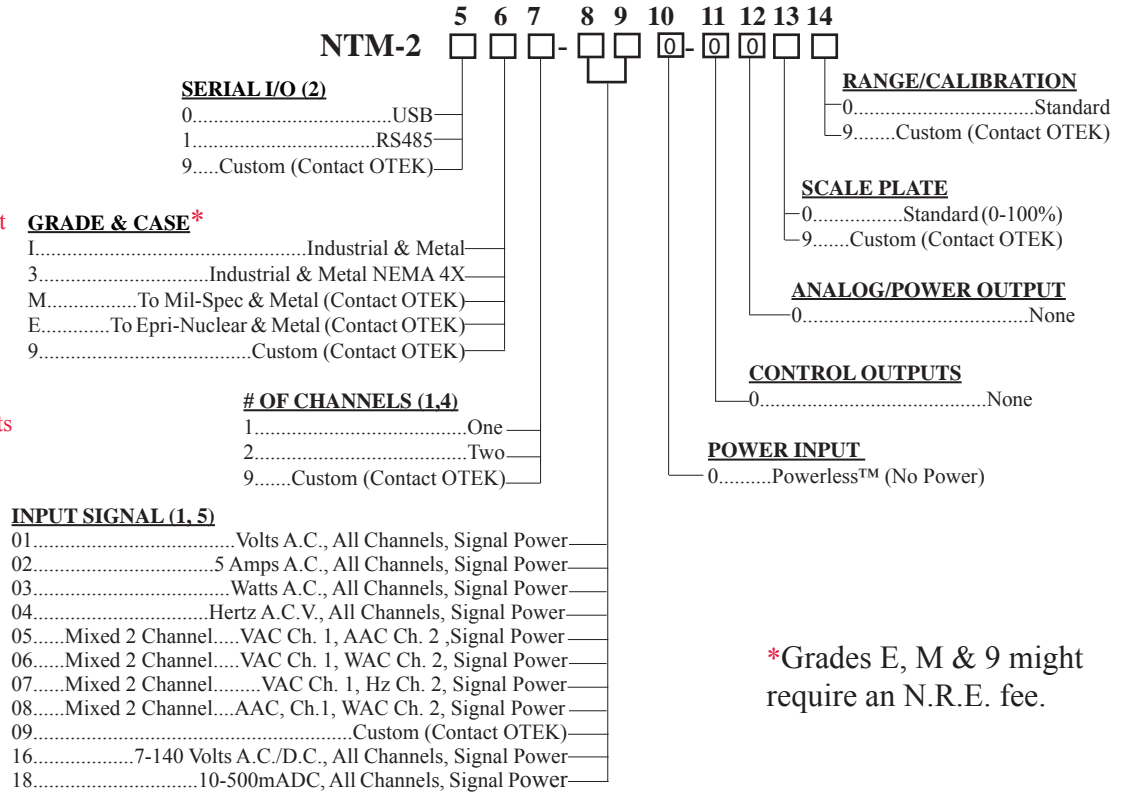 5 6 7 8 9 10 11 12 13 14
NTM-2 - 0 - 0 0
SERIAL I/O (2)
0....................................USB
1.................................RS485
9.....Custom (Contact OTEK)
t
GRADE & CASE*
I.................................................Industrial & Metal
3...............................Industrial & Metal NEMA 4X
M.............To Mil-Spec & Metal (Contact OTEK)
E............To Epri-Nuclear & Metal (Contact OTEK)
9.......................................Custom (Contact OTEK)
ts
# OF CHANNELS (1,4)
1.......................................One
2.......................................Two
9.......Custom (Contact OTEK)
INPUT SIGNAL (1, 5)
01....................................Volts A.C., All Channels, Signal Power
02.................................5 Amps A.C., All Channels, Signal Power
03....................................Watts A.C., All Channels, Signal Power
04...............................Hertz A.C.V., All Channels, Signal Power
05......Mixed 2 Channel.....VAC Ch. 1, AAC Ch. 2 ,Signal Power
06......Mixed 2 Channel.....VAC Ch. 1, WAC Ch. 2, Signal Power
07......Mixed 2 Channel.........VAC Ch. 1, Hz Ch. 2, Signal Power
08......Mixed 2 Channel....AAC, Ch.1, WAC Ch. 2, Signal Power
09.........................................................Custom (Contact OTEK)
16..................7-140 Volts A.C./D.C., All Channels, Signal Power
18..............................10-500mADC, All Channels, Signal Power
RANGE/CALIBRATION
0.................................Standard
9........Custom (Contact OTEK)
SCALE PLATE
0................Standard (0-100%)
9.......Custom (Contact OTEK)
ANALOG/POWER OUTPUT
0.........................................None
CONTROL OUTPUTS
0.........................................None
POWER INPUT
0..........Powerless™ (No Power)
*Grades E, M & 9 might
require an N.R.E. fee.